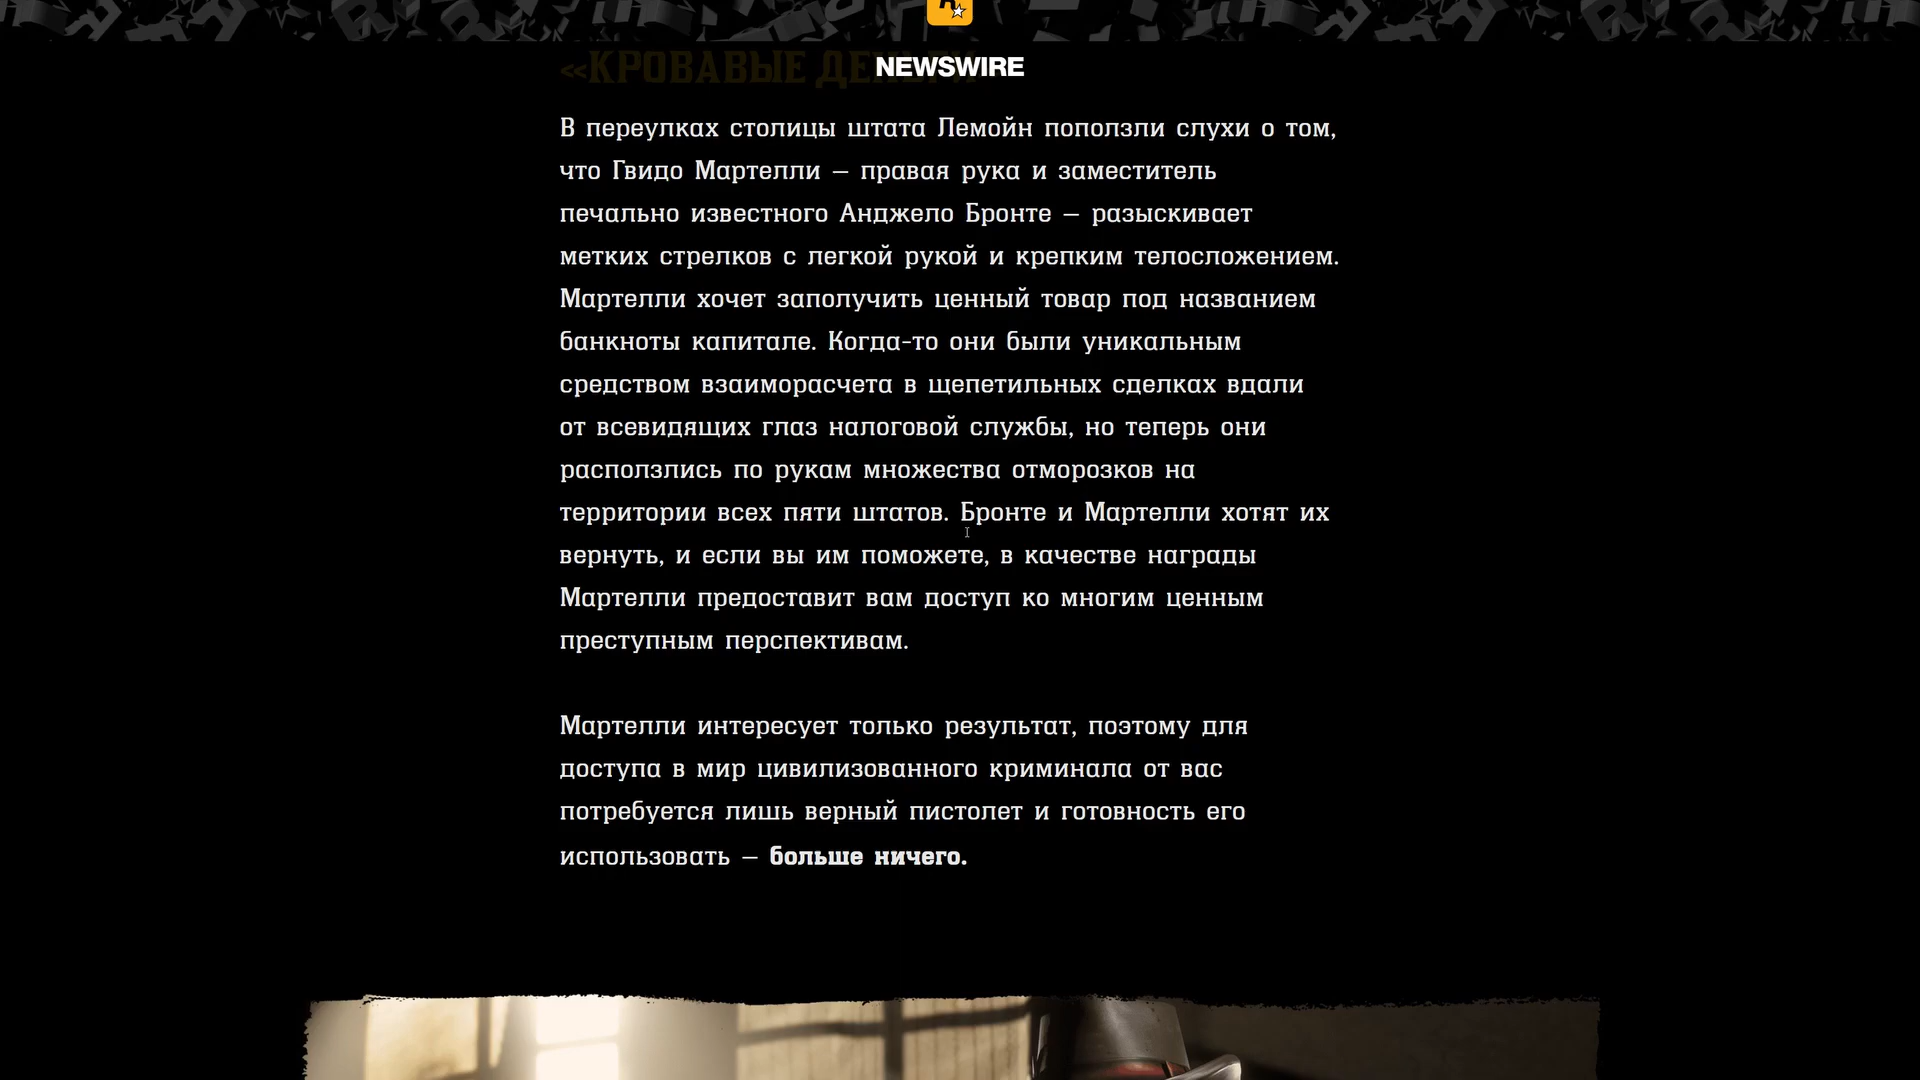 «КРОВАВЫЕ ДЕНЬГИ
NEWSWIRE
В переулках столицы штата Лемойн поползли слухи о том,
что Гвидо Мартелли – правая рука и заместитель
печально известного Анджело Бронте – разыскивает
метких стрелков с легкой рукой и крепким телосложением.
Мартелли хочет заполучить ценный товар под названием
банкноты капитале. Когда-то они были уникальным
средством взаиморасчета в щепетильных сделках вдали
от всевидящих глаз налоговой службы, но теперь они
расползлись по рукам множества отморозков на
территории всех пяти штатов. Бронте и Мартелли хотят их
вернуть, и если вы им поможете, в качестве награды
Мартелли предоставит вам доступ ко многим ценным
преступным перспективам.
Мартелли интересует только результат, поэтому для
доступа в мир цивилизованного криминала от вас
потребуется лишь верный пистолет и готовность его
использовать – больше ничего.